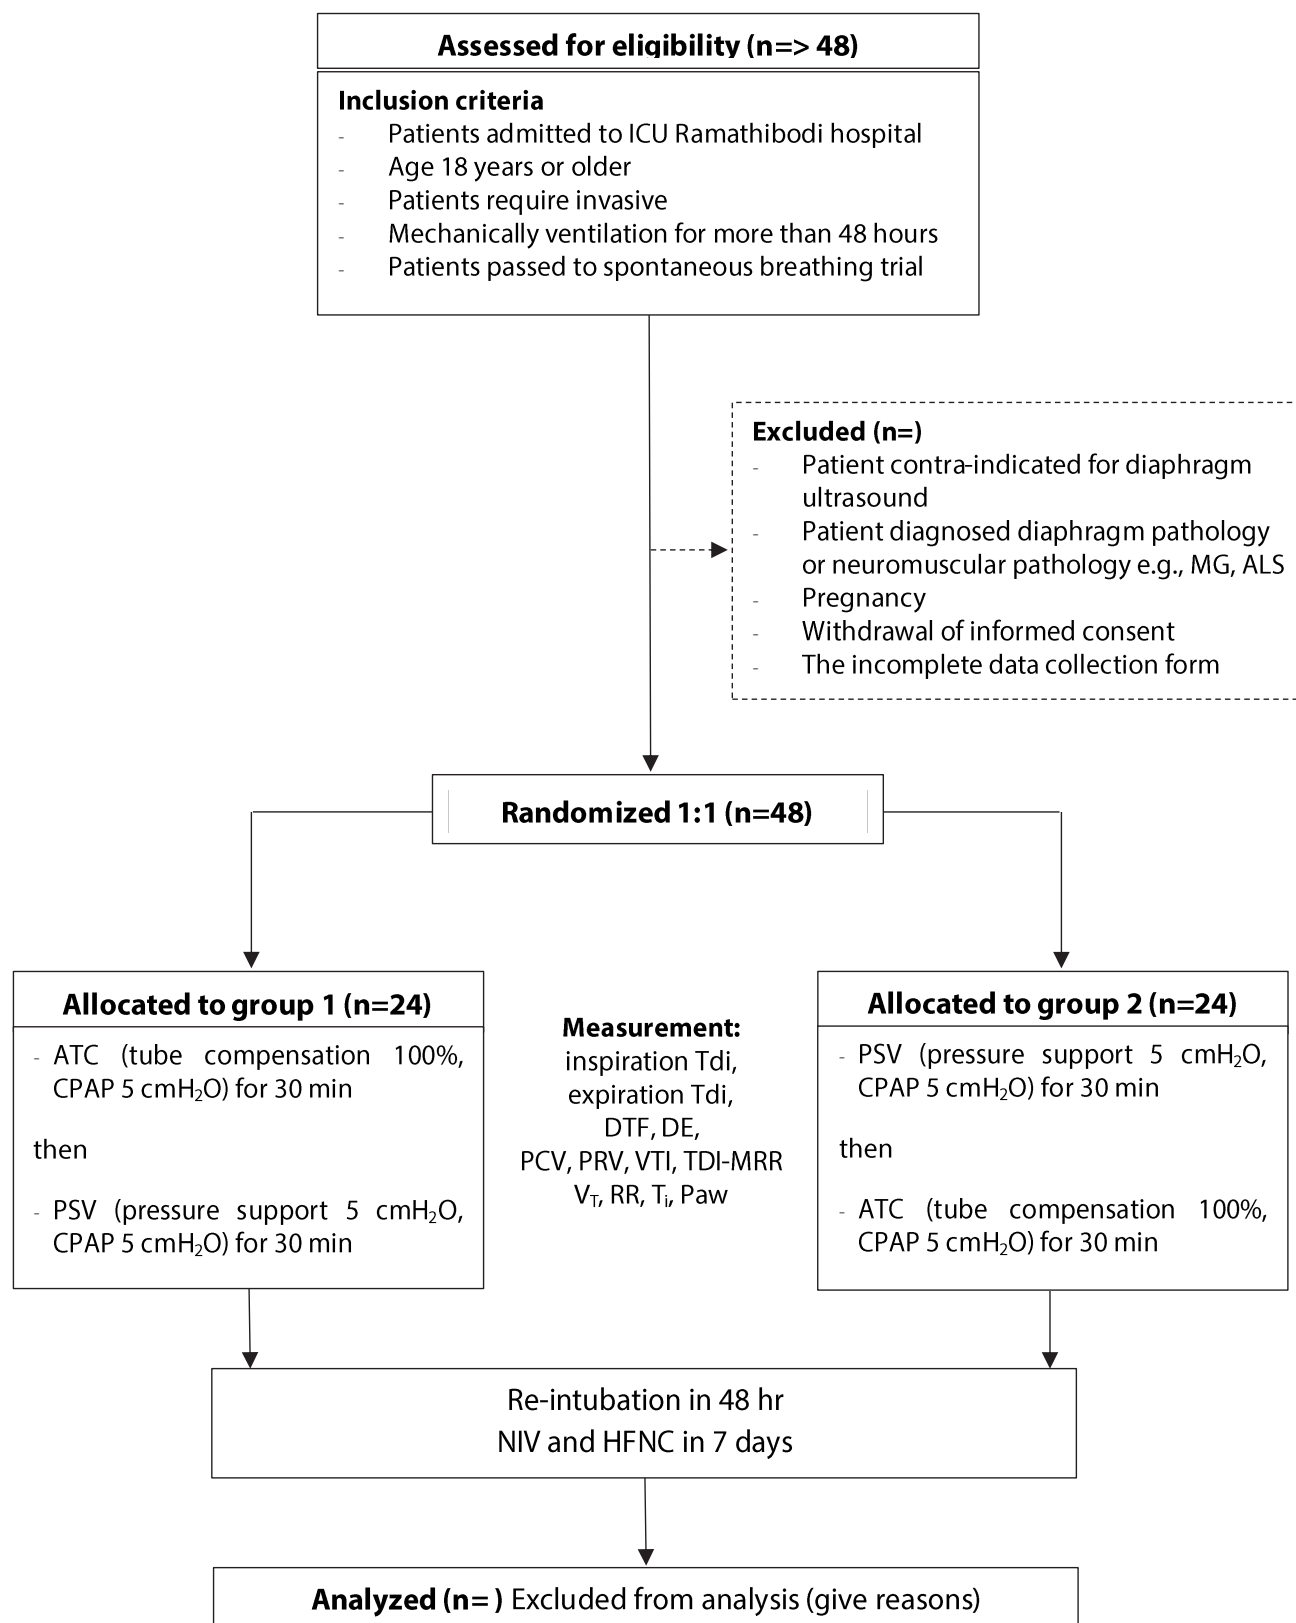 Assessed for eligibility (n=> 48)
Inclusion criteria
- Patients admitted to ICU Ramathibodi hospital
- Age 18 years or older
- Patients require invasive
- Mechanically ventilation for more than 48 hours
- Patients passed to spontaneous breathing trial
Excluded (n=)
- Patient contra-indicated for diaphragm
ultrasound
- Patient diagnosed diaphragm pathology
or neuromuscular pathology e.g., MG, ALS
- Pregnancy
- Withdrawal of informed consent
- The incomplete data collection form
Randomized 1:1 (n=48)
Allocated to group 1 (n=24)
- ATC (tube compensation 100%,
CPAP 5 cmH₂O) for 30 min
then
- PSV (pressure support 5 cmH₂O,
CPAP 5 cmH₂O) for 30 min
Measurement:
inspiration Tdi,
expiration Tdi,
DTF, DE,
PCV, PRV, VTI, TDI-MRR
V_T, RR, Tᵢ, Paw
Allocated to group 2 (n=24)
- PSV (pressure support 5 cmH₂O,
CPAP 5 cmH₂O) for 30 min
then
- ATC (tube compensation 100%,
CPAP 5 cmH₂O) for 30 min
Re-intubation in 48 hr
NIV and HFNC in 7 days
Analyzed (n= ) Excluded from analysis (give reasons)